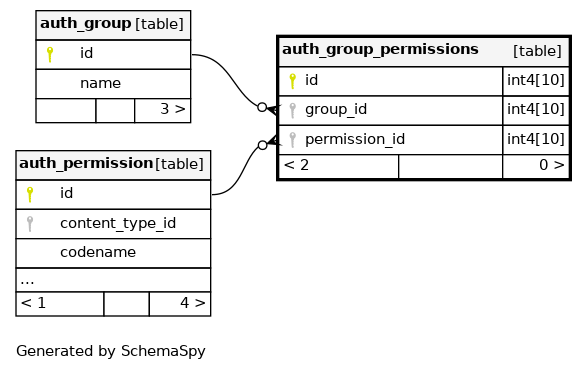 auth_group [table]
id
name
3 >
auth_group_permissions [table]
id int4[10]
group_id int4[10]
permission_id int4[10]
< 2 0 >
auth_permission [table]
id
content_type_id
codename
...
< 1 4 >
Generated by SchemaSpy